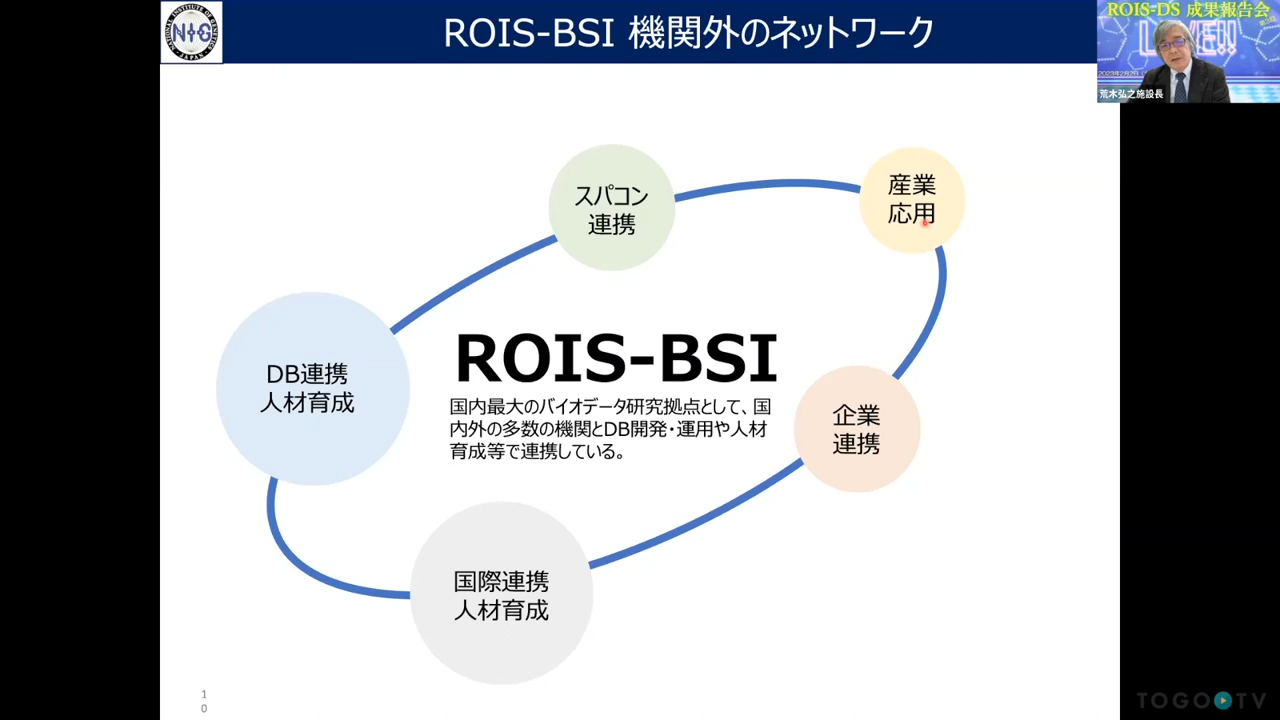 ROIS-BSI 機関外のネットワーク
ROIS-DS 成果報告会
荒木弘之施設長
スパコン
連携
産業
応用
DB連携
人材育成
ROIS-BSI
国内最大のバイオデータ研究拠点として、国
内外の多数の機関とDB開発・運用や人材
育成等で連携している。
企業
連携
国際連携
人材育成
1
0
TOGO TV